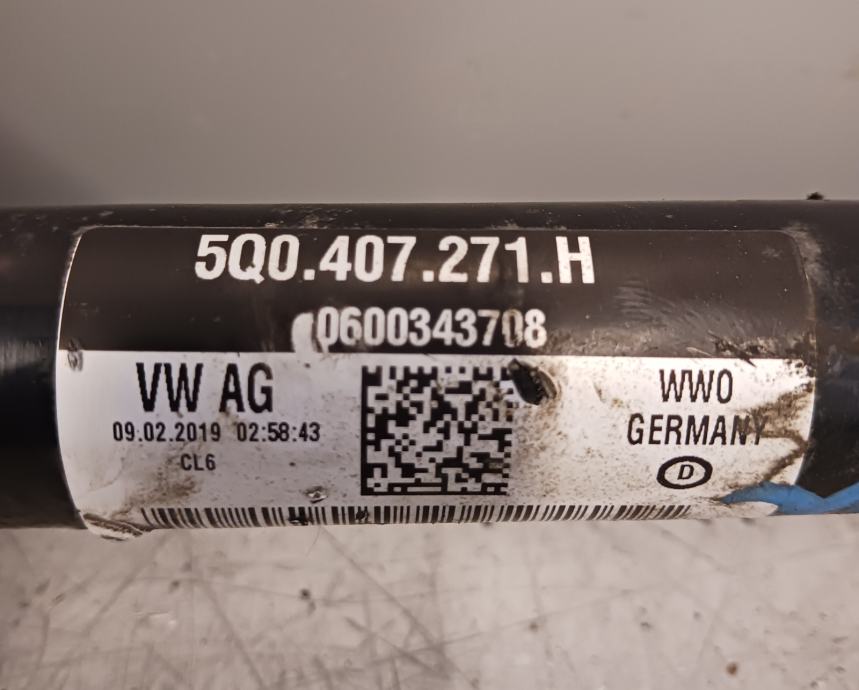 5Q0.407.271.H
0600343708
VW AG
09.02.2019 02:58:43
CL6
WWO
GERMANY
D